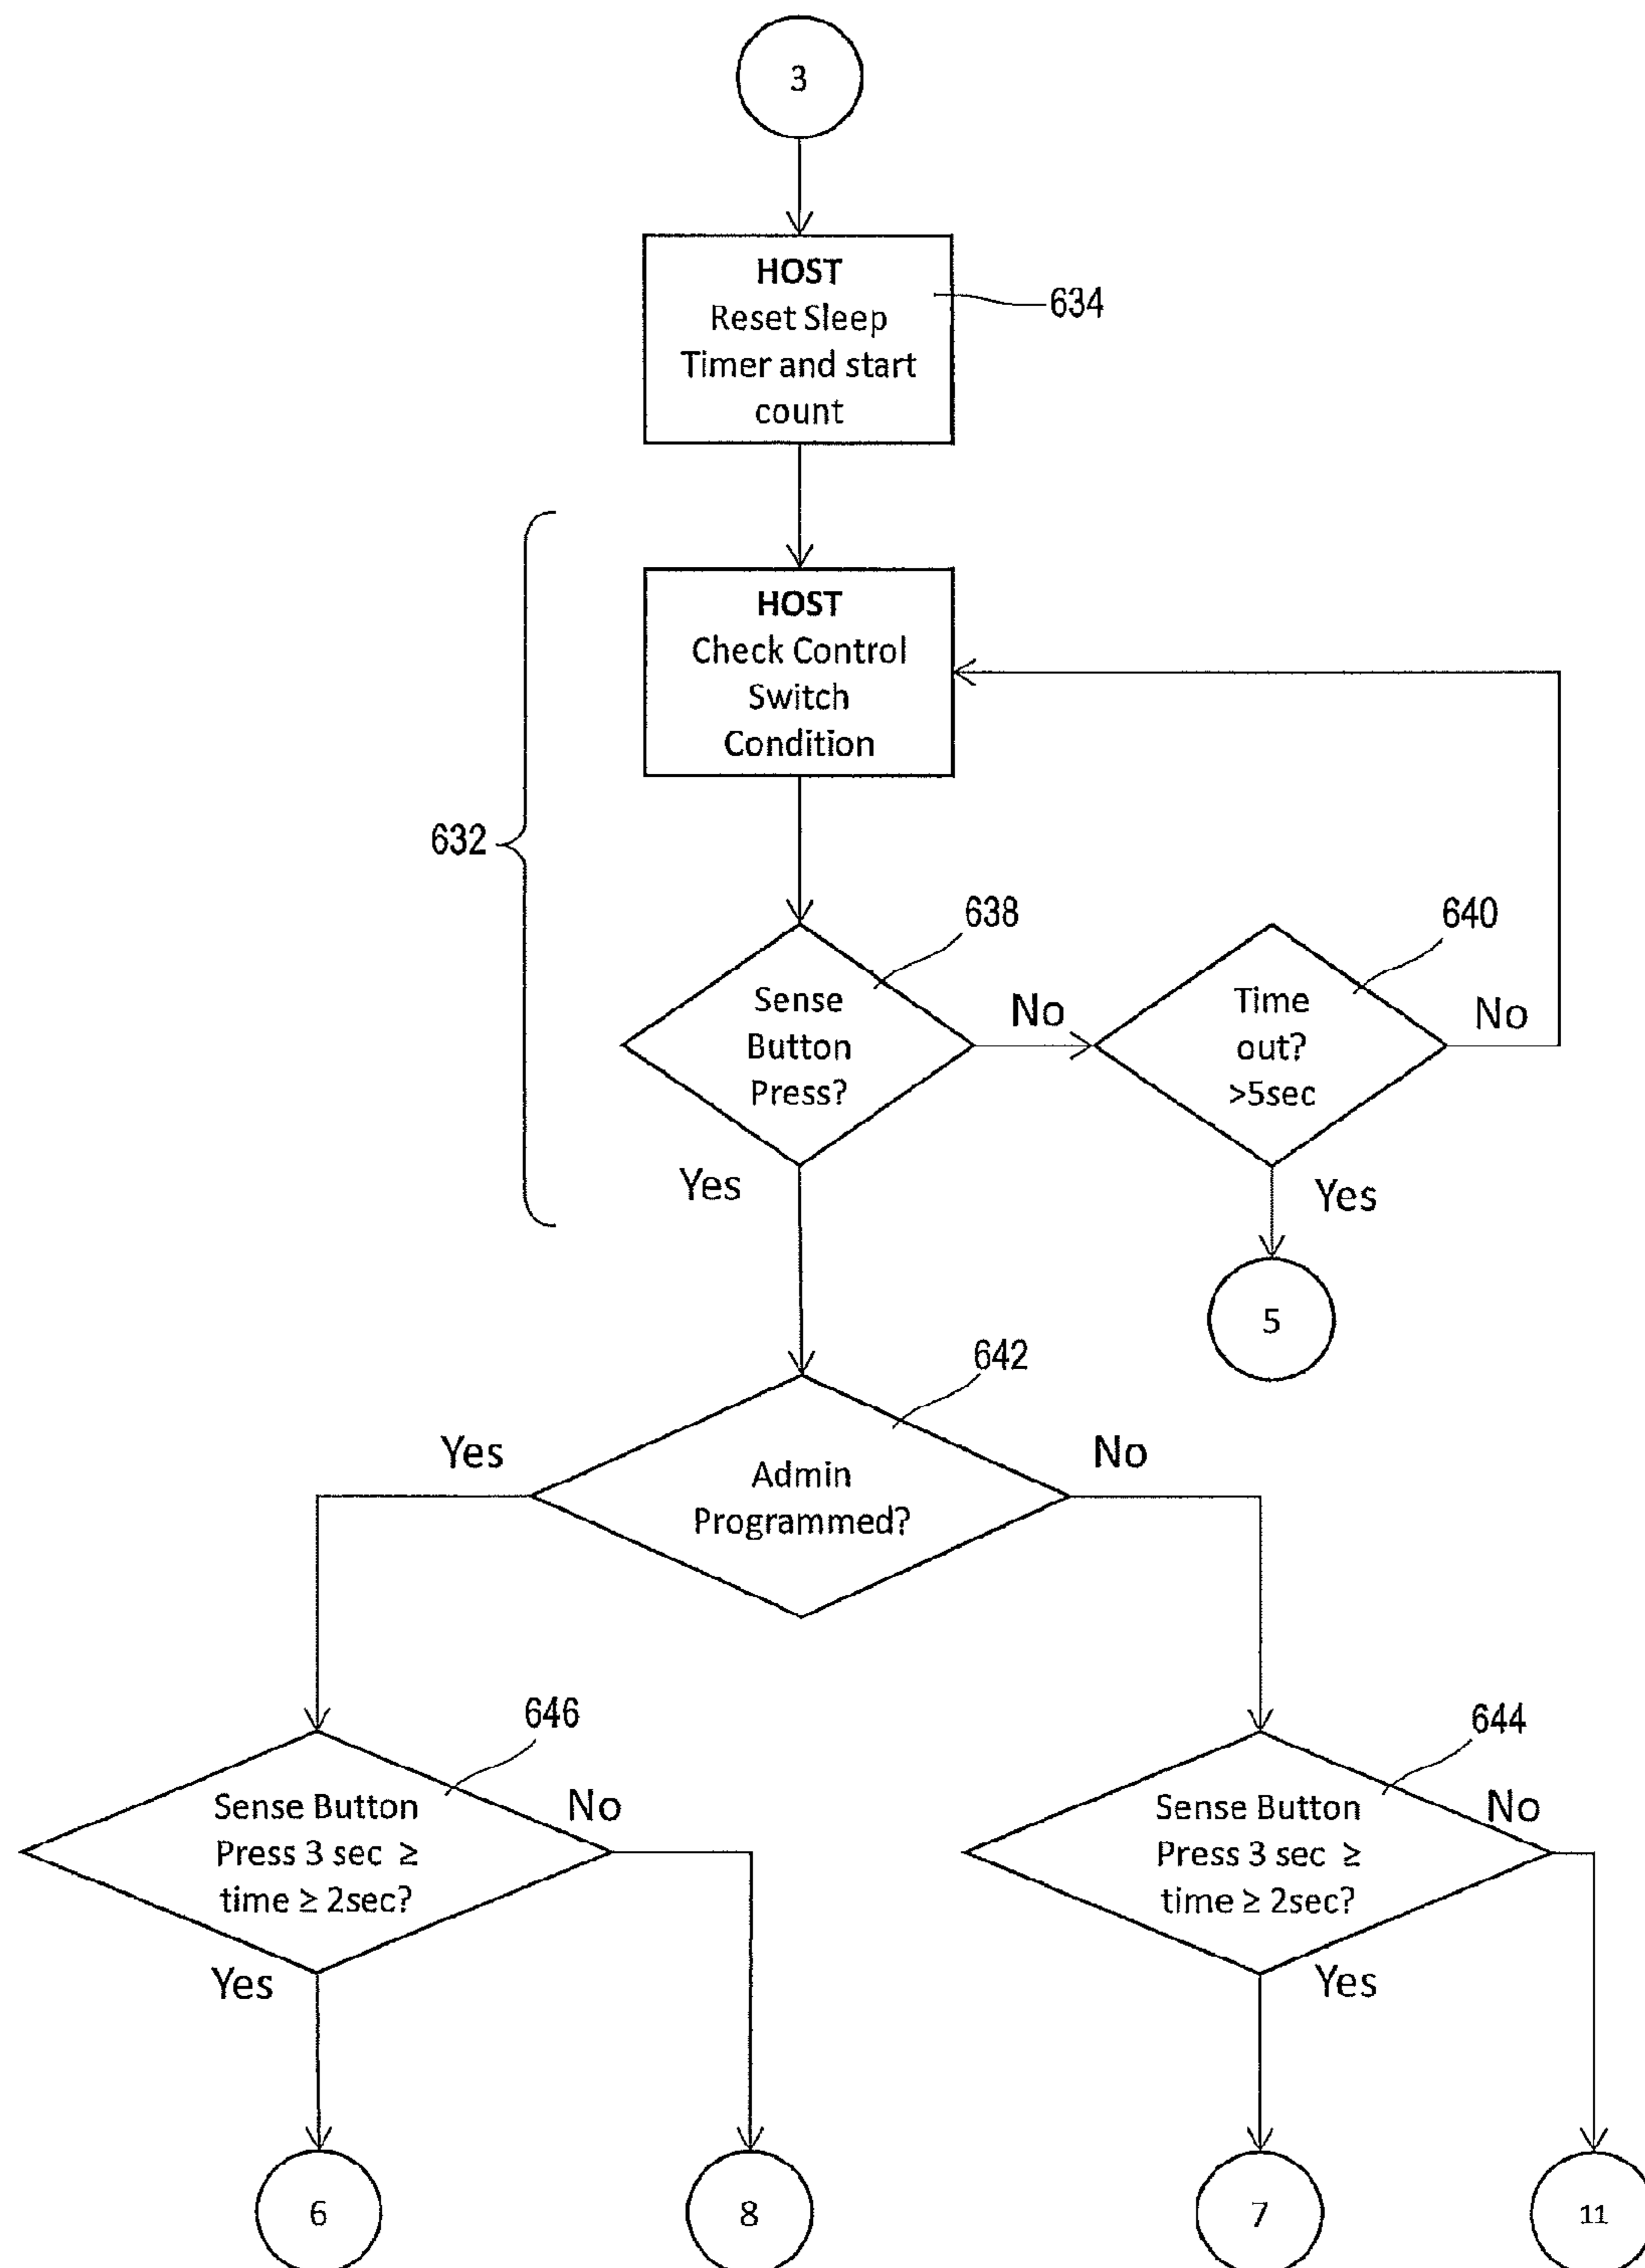 3
HOST
Reset Sleep
Timer and start
count
634
HOST
Check Control
Switch
Condition
632
638
640
Sense
Button
Press?
No
Time
out?
>5sec
No
Yes
Yes
5
642
Yes
Admin
Programmed?
No
646
644
Sense Button
Press 3 sec ≥
time ≥ 2sec?
No
Sense Button
Press 3 sec ≥
time ≥ 2sec?
No
Yes
Yes
6
8
7
11